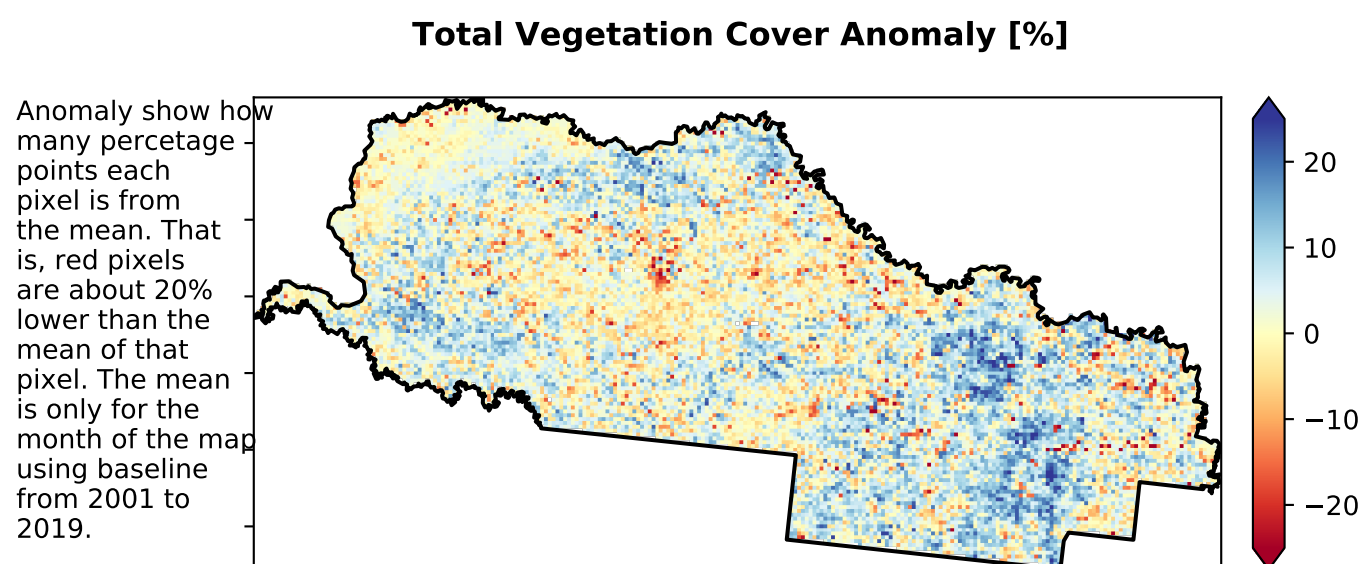 Total Vegetation Cover Anomaly [%]
Anomaly show how
many percetage
points each
pixel is from
the mean. That
is, red pixels
are about 20%
lower than the
mean of that
pixel. The mean
is only for the
month of the map
using baseline
from 2001 to
2019.
20
10
0
−10
−20